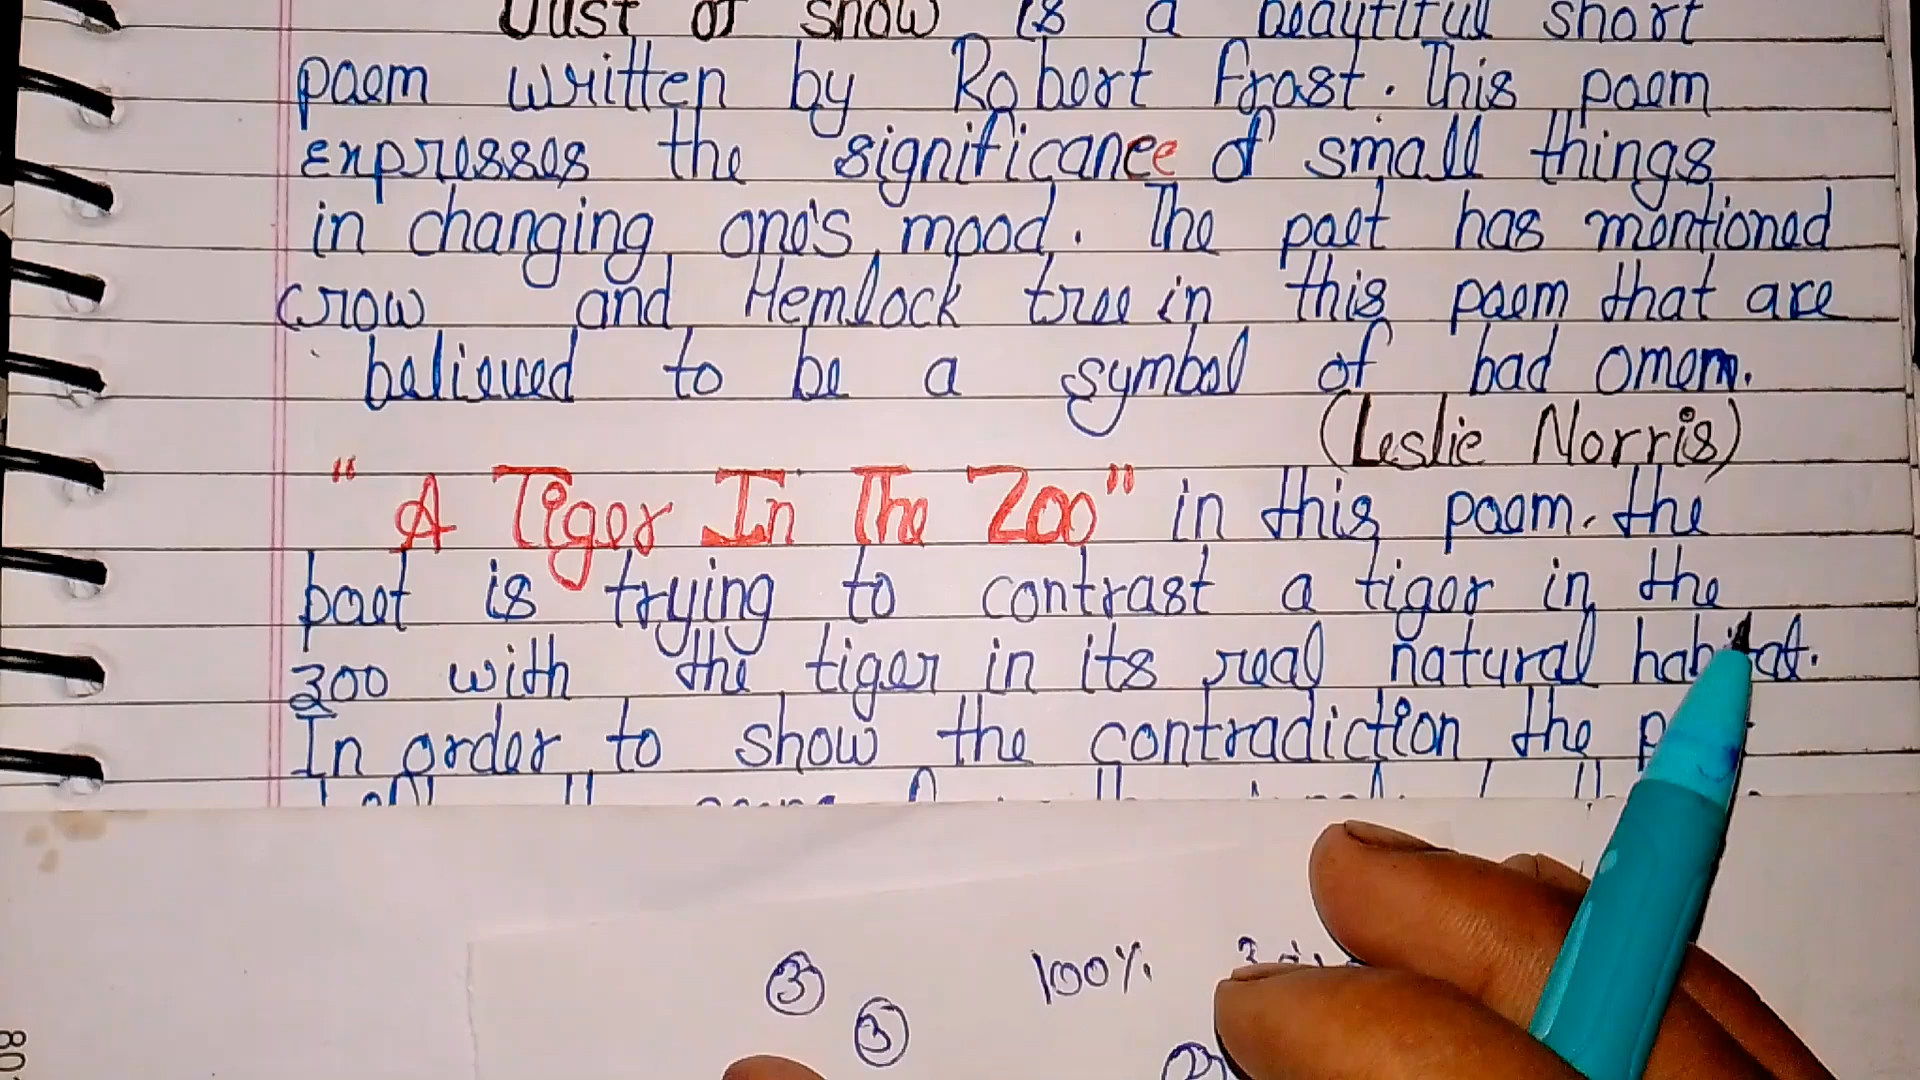 Dust of snow is a beautiful short
poem written by Robert Frost. This poem
expresses the significance of small things
in changing one's mood. The poet has mentioned
crow and Hemlock tree in this poem that are
believed to be a symbol of bad omem.
(Leslie Norris)
" A Tiger In The Zoo" in this poem. the
poet is trying to contrast a tiger in the
zoo with the tiger in its real natural habitat.
In order to show the contradiction the
3
100%
3
2